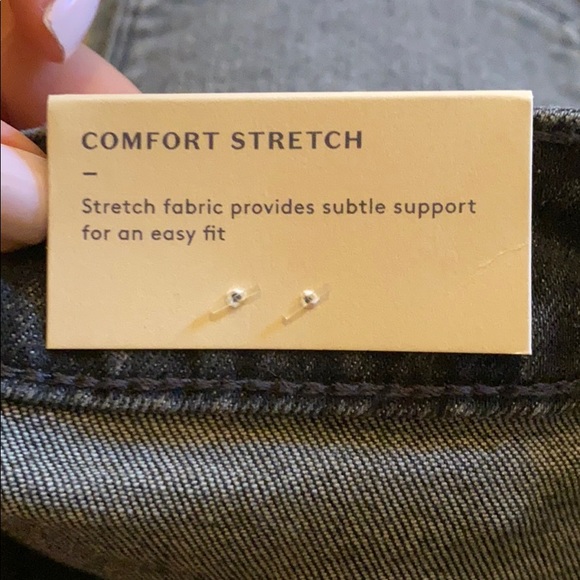 COMFORT STRETCH
–
Stretch fabric provides subtle support
for an easy fit